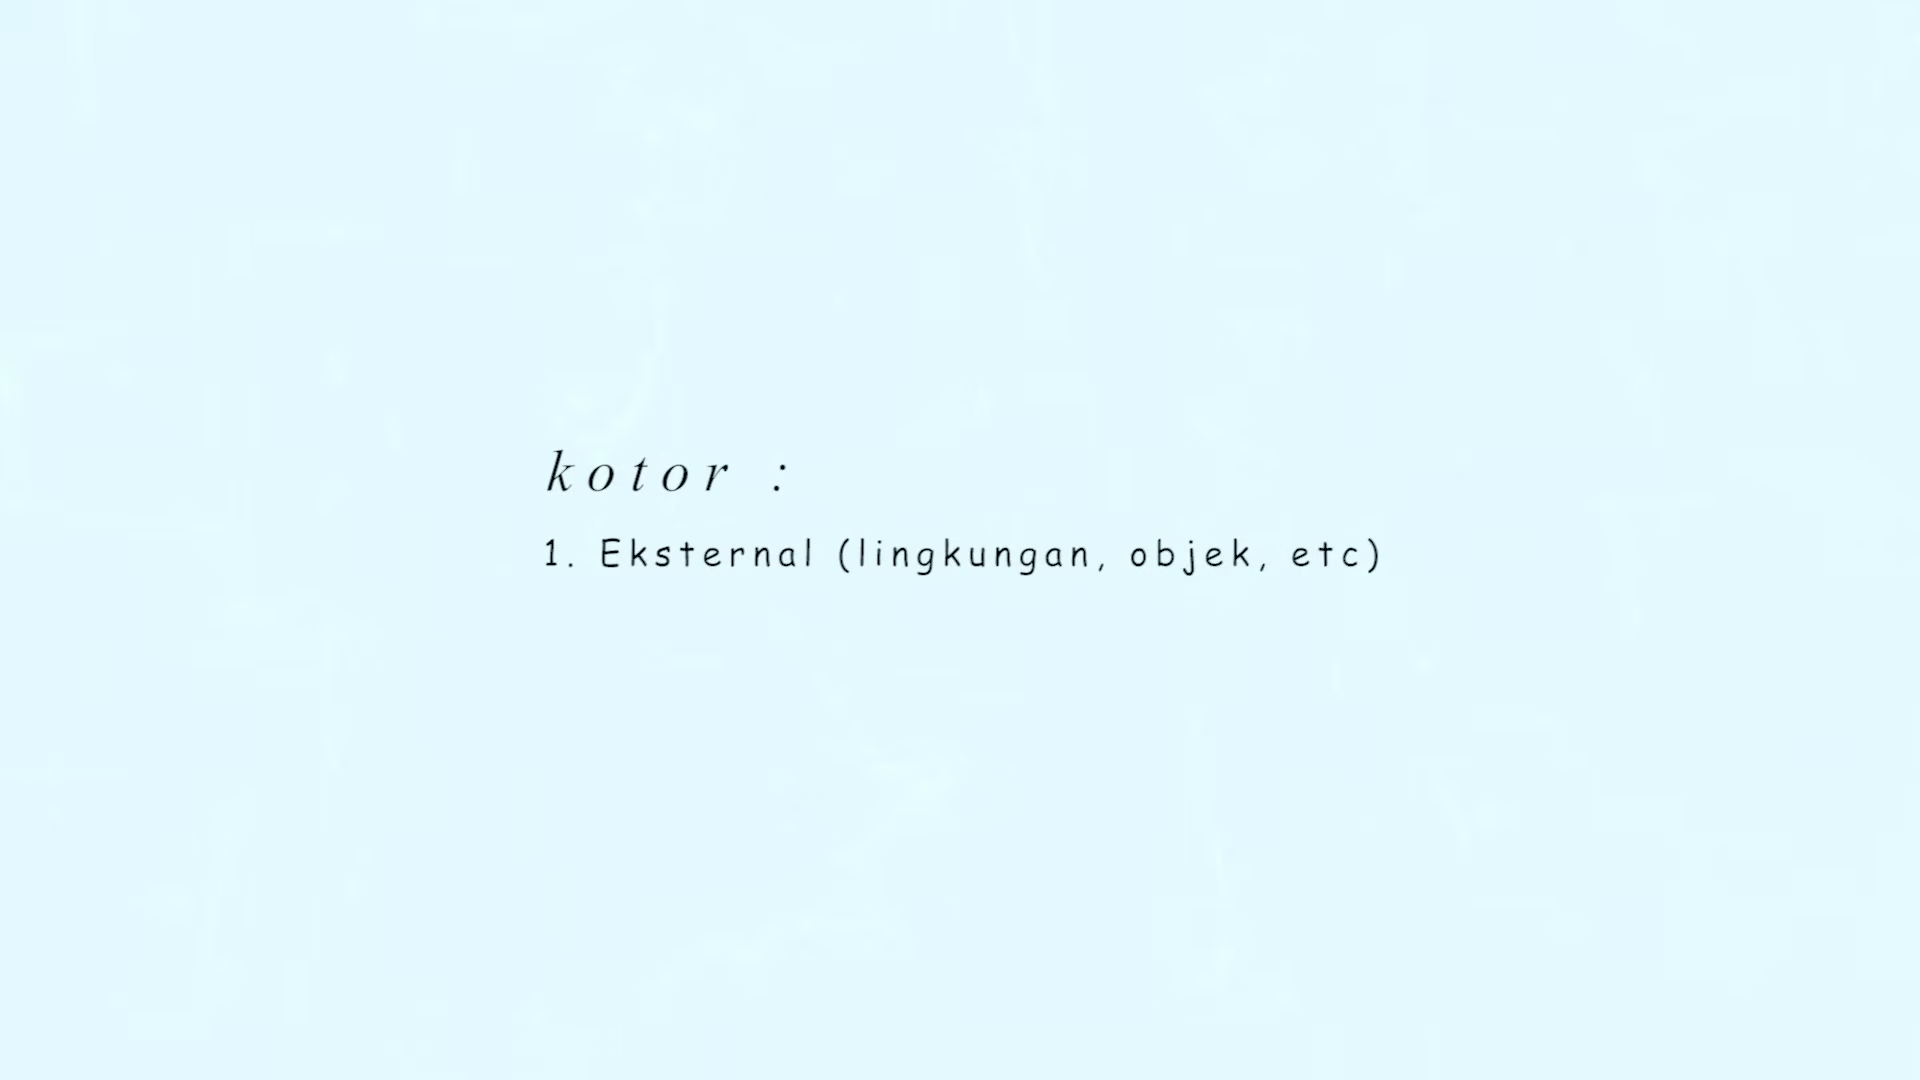 kotor :
1. Eksternal (lingkungan, objek, etc)